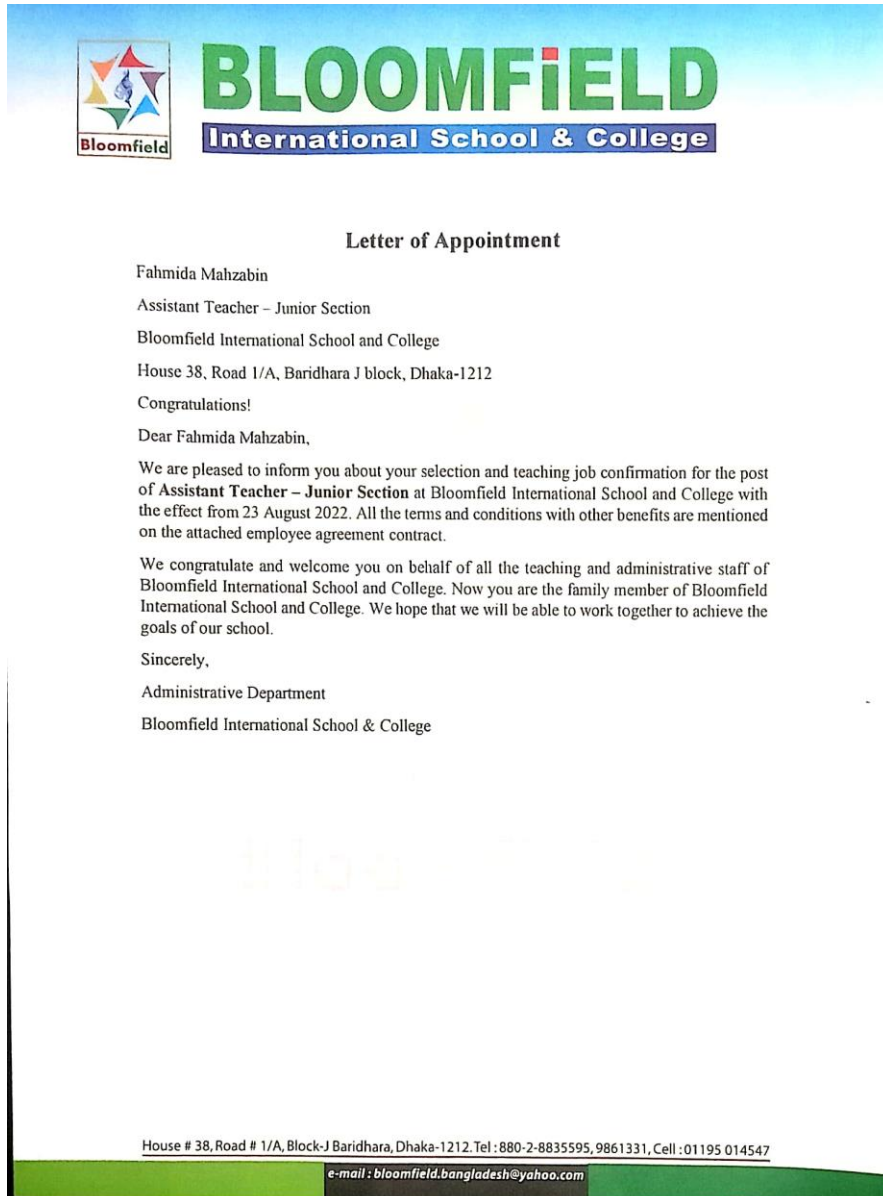 Bloomfield
BLOOMFiELD
International School & College
Letter of Appointment
Fahmida Mahzabin
Assistant Teacher – Junior Section
Bloomfield International School and College
House 38, Road 1/A, Baridhara J block, Dhaka-1212
Congratulations!
Dear Fahmida Mahzabin,
We are pleased to inform you about your selection and teaching job confirmation for the post
of Assistant Teacher – Junior Section at Bloomfield International School and College with
the effect from 23 August 2022. All the terms and conditions with other benefits are mentioned
on the attached employee agreement contract.
We congratulate and welcome you on behalf of all the teaching and administrative staff of
Bloomfield International School and College. Now you are the family member of Bloomfield
International School and College. We hope that we will be able to work together to achieve the
goals of our school.
Sincerely,
Administrative Department
Bloomfield International School & College
House # 38, Road # 1/A, Block-J Baridhara, Dhaka-1212. Tel : 880-2-8835595, 9861331, Cell : 01195 014547
e-mail : bloomfield.bangladesh@yahoo.com